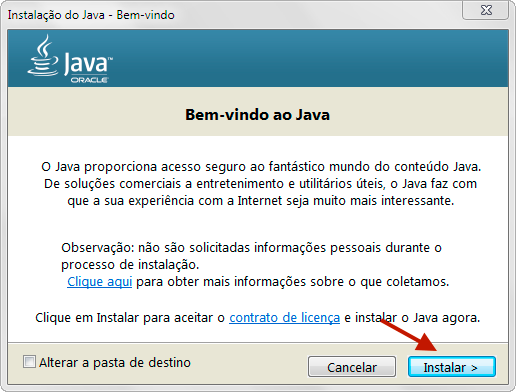 Instalação do Java - Bem-vindo
Java™
ORACLE
Bem-vindo ao Java
O Java proporciona acesso seguro ao fantástico mundo do conteúdo Java.
De soluções comerciais a entretenimento e utilitários úteis, o Java faz com
que a sua experiência com a Internet seja muito mais interessante.
Observação: não são solicitadas informações pessoais durante o
processo de instalação.
Clique aqui para obter mais informações sobre o que coletamos.
Clique em Instalar para aceitar o contrato de licença e instalar o Java agora.
Alterar a pasta de destino
Cancelar
Instalar >